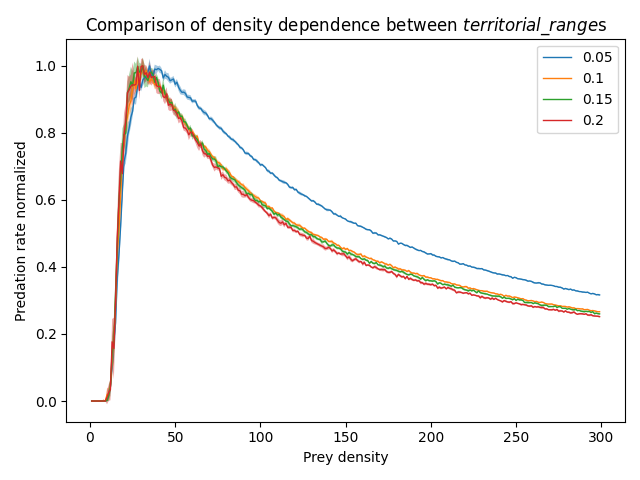 Comparison of density dependence between territorial_ranges
0.05
0.1
0.15
0.2
1.0
0.8
0.6
0.4
0.2
0.0
Predation rate normalized
0 50 100 150 200 250 300
Prey density